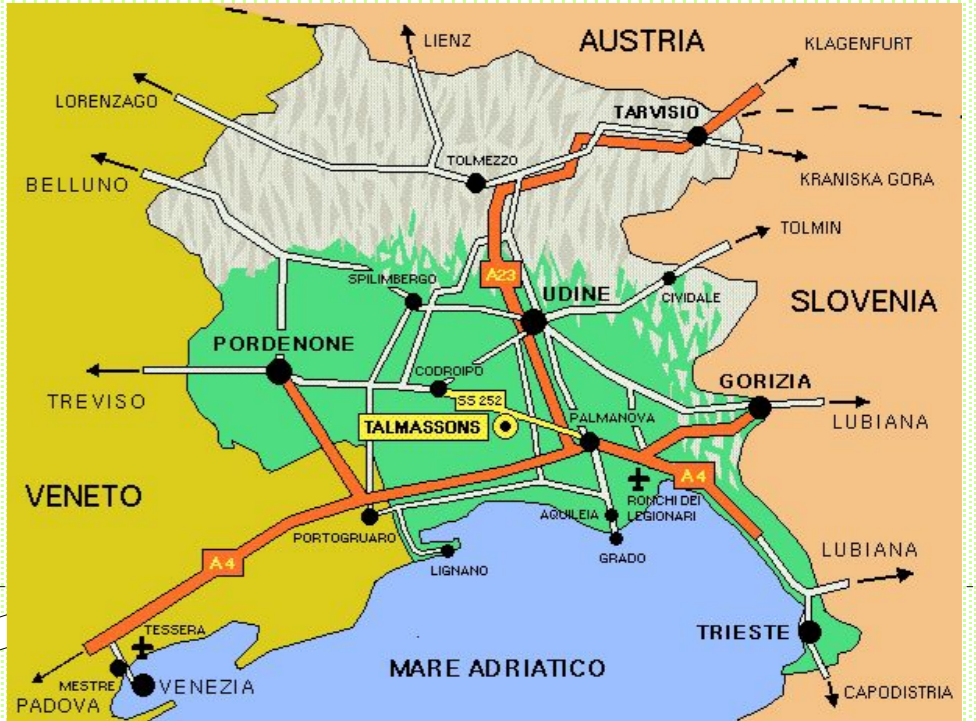 LIENZ
AUSTRIA
KLAGENFURT
LORENZAGO
TARVISIO
TOLMEZZO
BELLUNO
KRANISKA GORA
TOLMIN
A23
SPILIMBERGO
UDINE
CIVIDALE
SLOVENIA
PORDENONE
CODROIPO
GORIZIA
TREVISO
SS 252
PALMANOVA
TALMASSONS
LUBIANA
A4
VENETO
RONCHI DEI
LEGIONARI
AQUILEIA
PORTOGRUARO
GRADO
LUBIANA
A4
LIGNANO
TESSERA
TRIESTE
MARE ADRIATICO
MESTRE
VENEZIA
PADOVA
CAPODISTRIA